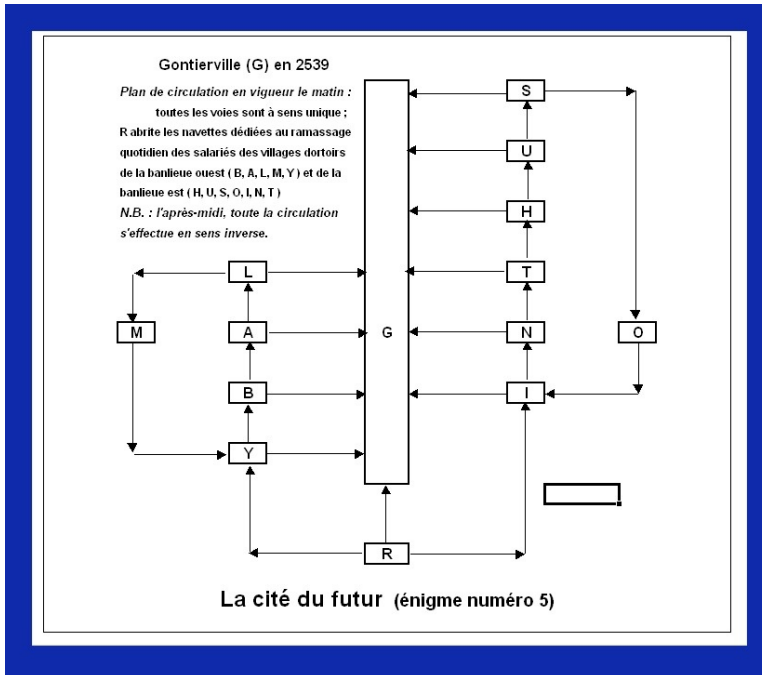 Gontierville (G) en 2539
Plan de circulation en vigueur le matin :
toutes les voies sont à sens unique ;
R abrite les navettes dédiées au ramassage
quotidien des salariés des villages dortoirs
de la banlieue ouest ( B, A, L, M, Y ) et de la
banlieue est ( H, U, S, O, I, N, T )
N.B. : l'après-midi, toute la circulation
s'effectue en sens inverse.
S
U
H
L
T
M
A
G
N
O
B
I
Y
R
La cité du futur (énigme numéro 5)